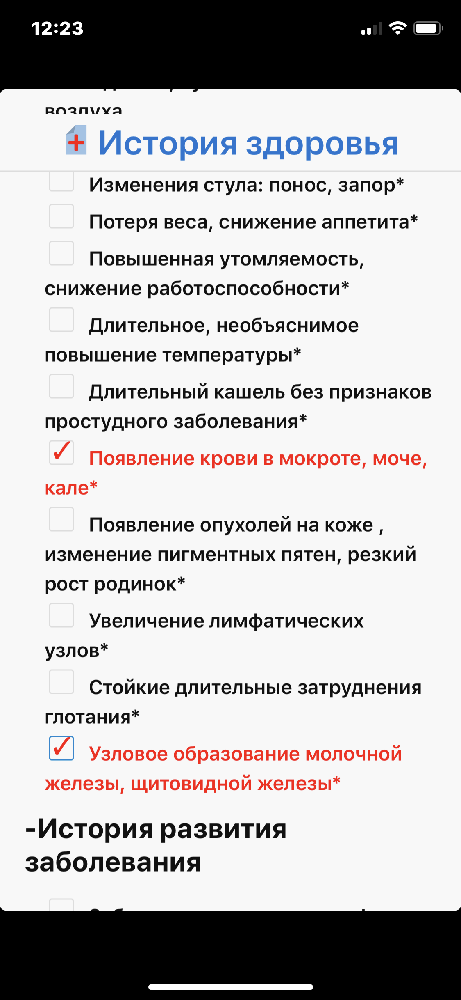 12:23
воздуха
История здоровья
Изменения стула: понос, запор*
Потеря веса, снижение аппетита*
Повышенная утомляемость,
снижение работоспособности*
Длительное, необъяснимое
повышение температуры*
Длительный кашель без признаков
простудного заболевания*
Появление крови в мокроте, моче,
кале*
Появление опухолей на коже ,
изменение пигментных пятен, резкий
рост родинок*
Увеличение лимфатических
узлов*
Стойкие длительные затруднения
глотания*
Узловое образование молочной
железы, щитовидной железы*
-История развития
заболевания